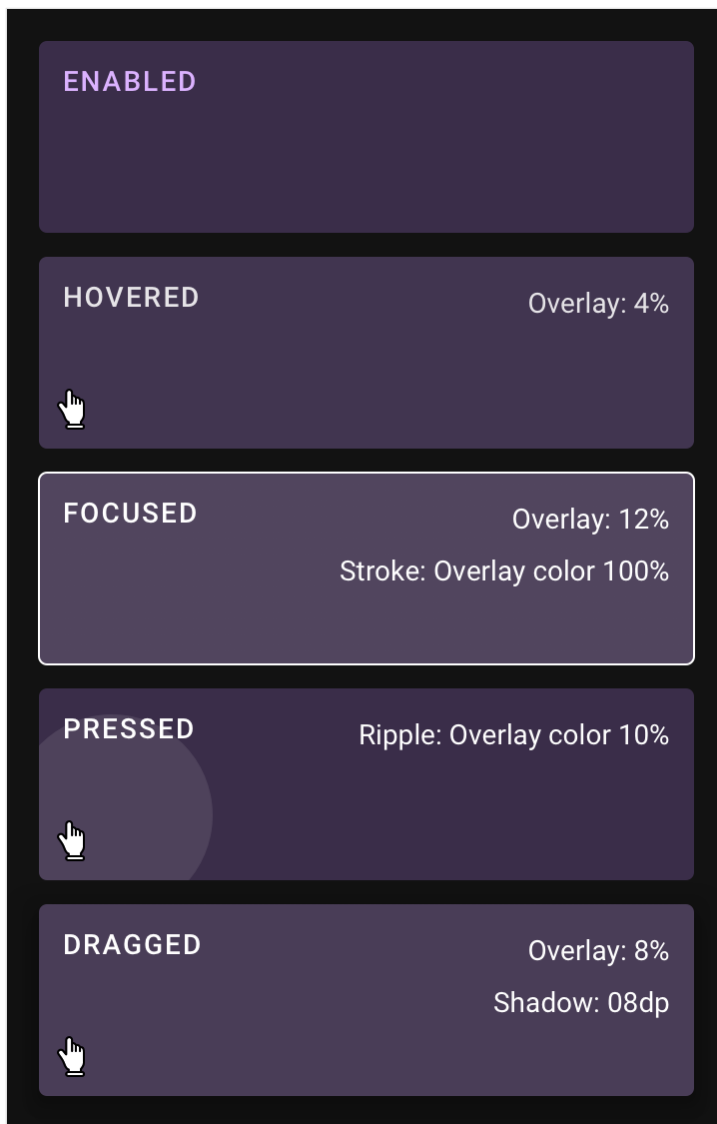 ENABLED
HOVERED
Overlay: 4%
FOCUSED
Overlay: 12%
Stroke: Overlay color 100%
PRESSED
Ripple: Overlay color 10%
DRAGGED
Overlay: 8%
Shadow: 08dp